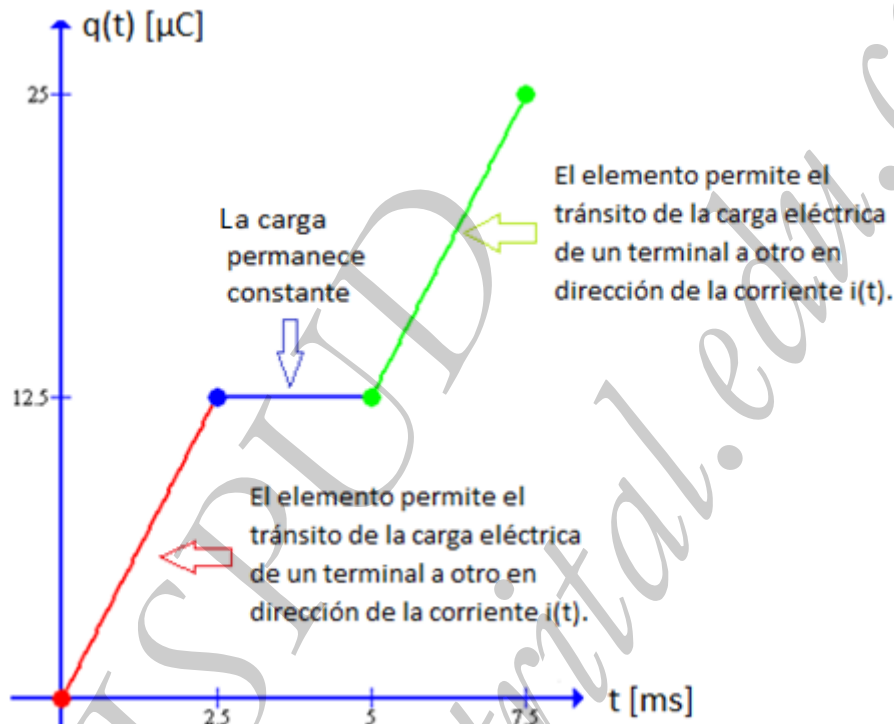 q(t) [µC]
25
El elemento permite el
tránsito de la carga eléctrica
de un terminal a otro en
dirección de la corriente i(t).
La carga
permanece
constante
12.5
El elemento permite el
tránsito de la carga eléctrica
de un terminal a otro en
dirección de la corriente i(t).
2.5
5
7.5
t [ms]